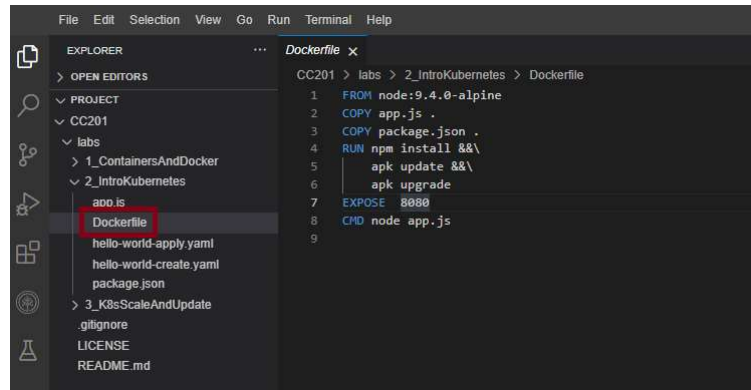 File Edit Selection View Go Run Terminal Help
EXPLORER ...
> OPEN EDITORS
PROJECT
CC201
labs
> 1_ContainersAndDocker
2_IntroKubernetes
app.js
Dockerfile
hello-world-apply.yaml
hello-world-create.yaml
package.json
> 3_K8sScaleAndUpdate
.gitignore
LICENSE
README.md
Dockerfile ×
CC201 > labs > 2_IntroKubernetes > Dockerfile
1 FROM node:9.4.0-alpine
2 COPY app.js .
3 COPY package.json .
4 RUN npm install &&\
5 apk update &&\
6 apk upgrade
7 EXPOSE 8080
8 CMD node app.js
9